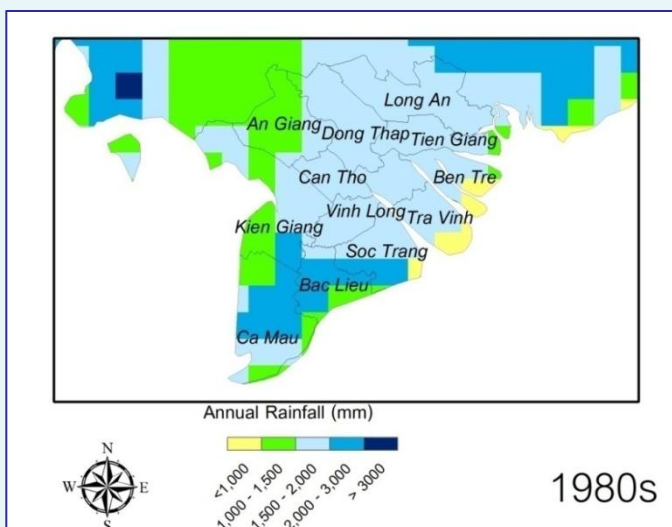 Long An
An Giang
Dong Thap Tien Giang
Can Tho
Ben Tre
Vinh Long Tra Vinh
Kien Giang
Soc Trang
Bac Lieu
Ca Mau
Annual Rainfall (mm)
<1,000
1,000 - 1,500
1,500 - 2,000
2,000 - 3,000
> 3000
N
W E
S
1980s